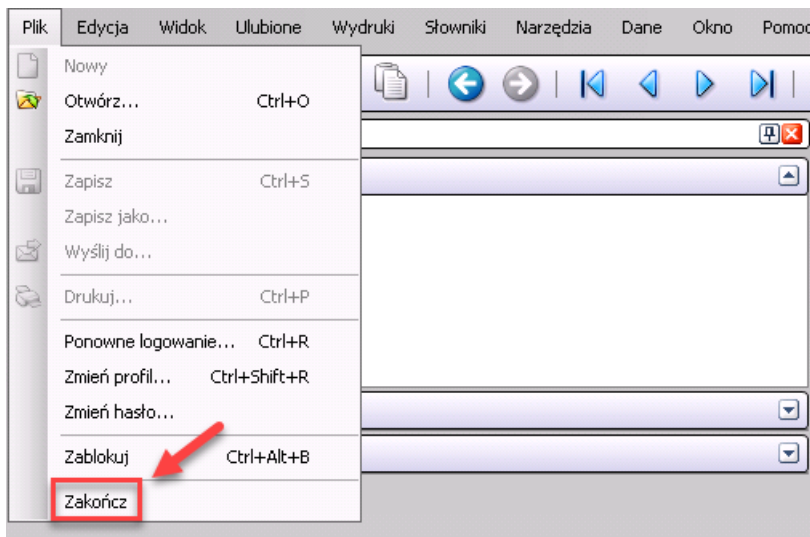 Plik Edycja Widok Ulubione Wydruki Słowniki Narzędzia Dane Okno
Nowy
Otwórz... Ctrl+O
Zamknij
Zapisz Ctrl+S
Zapisz jako...
Wyślij do...
Drukuj... Ctrl+P
Ponowne logowanie... Ctrl+R
Zmień profil... Ctrl+Shift+R
Zmień hasło...
Zablokuj Ctrl+Alt+B
Zakończ